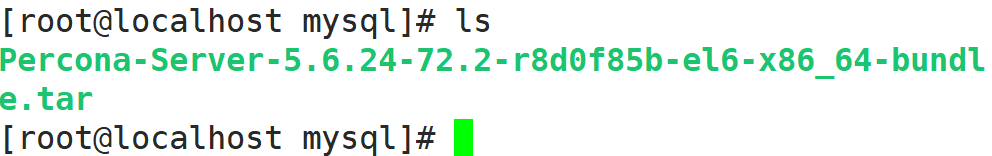 [root@localhost mysql]# ls
Percona-Server-5.6.24-72.2-r8d0f85b-el6-x86_64-bundl
e.tar
[root@localhost mysql]#